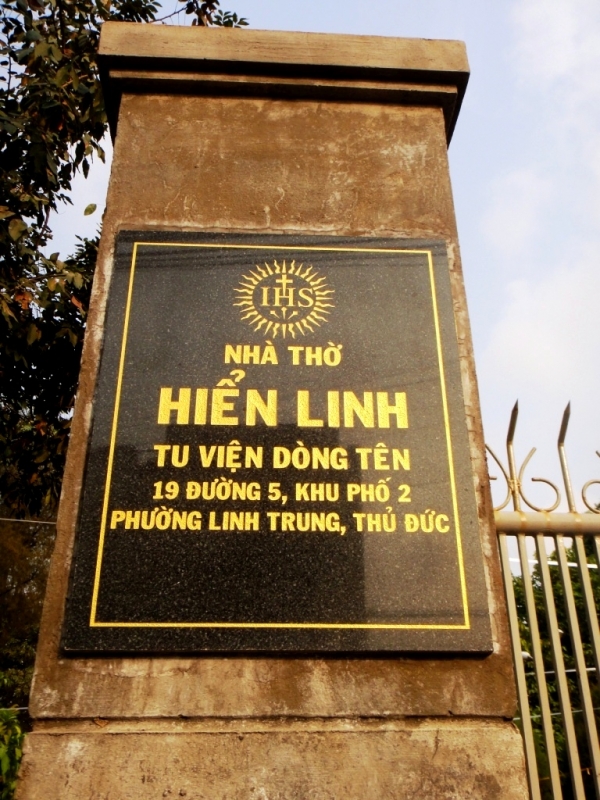 IHS
NHÀ THỜ
HIỂN LINH
TU VIỆN DÒNG TÊN
19 ĐƯỜNG 5, KHU PHỐ 2
PHƯỜNG LINH TRUNG, THỦ ĐỨC